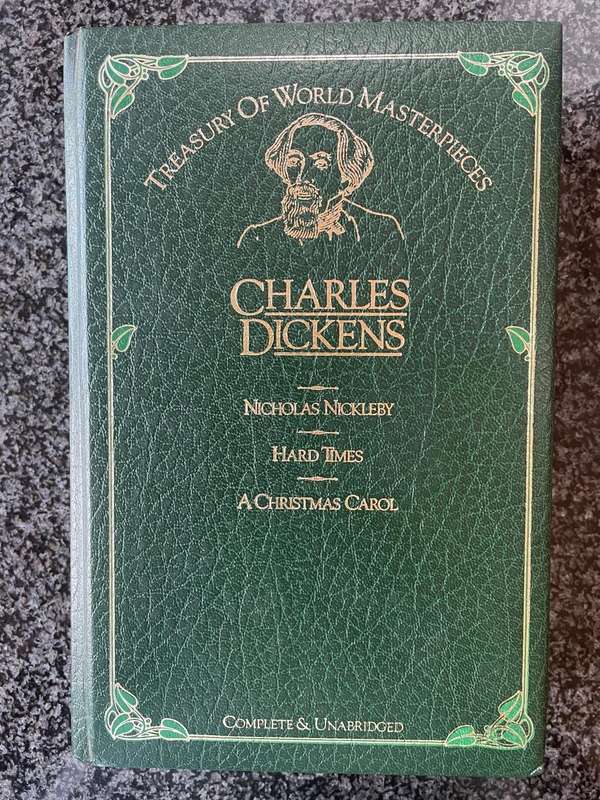 Treasury Of World Masterpieces
Charles
Dickens
Nicholas Nickleby
Hard Times
A Christmas Carol
Complete & Unabridged